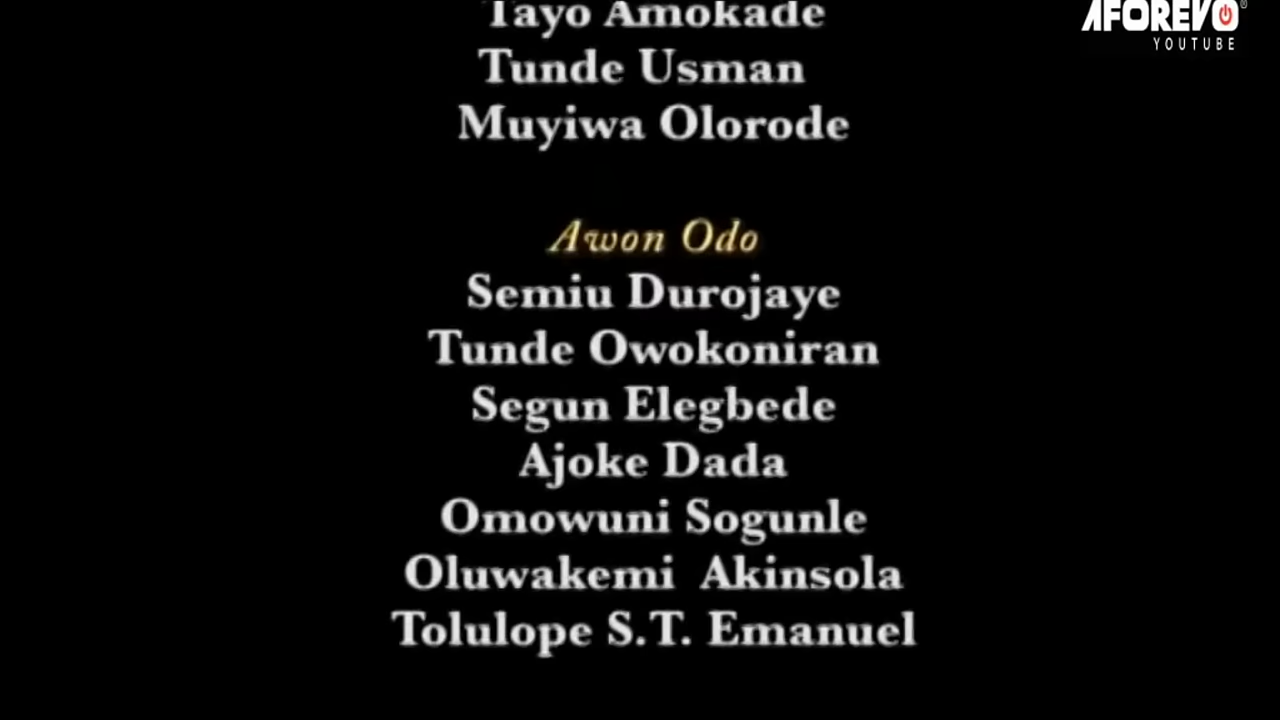 Tayo Amokade
AFOREVO
YOUTUBE
Tunde Usman
Muyiwa Olorode
Awon Odo
Semiu Durojaye
Tunde Owokoniran
Segun Elegbede
Ajoke Dada
Omowuni Sogunle
Oluwakemi Akinsola
Tolulope S.T. Emanuel